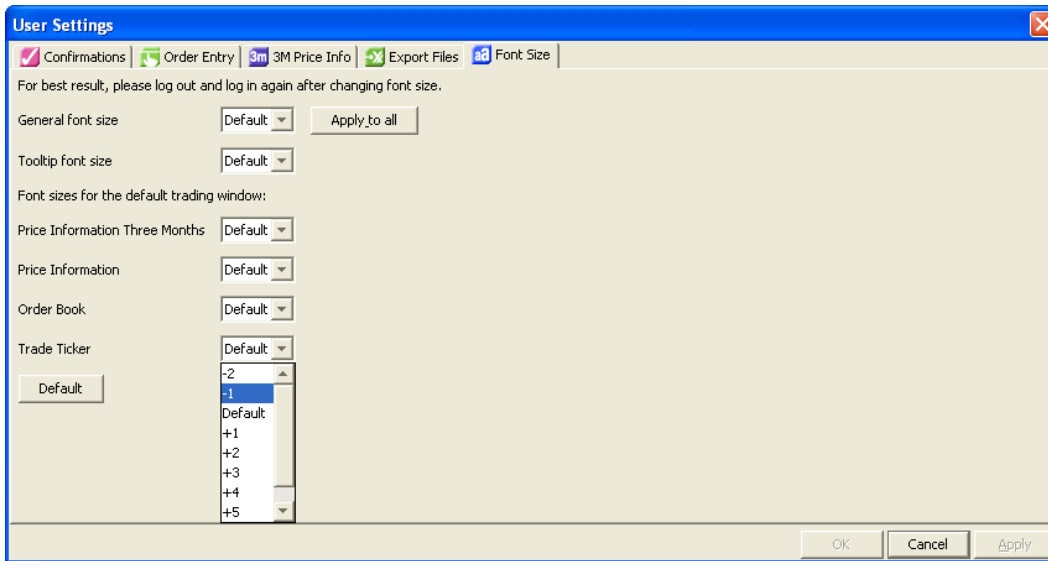 User Settings
Confirmations Order Entry 3m 3M Price Info Export Files aa Font Size
For best result, please log out and log in again after changing font size.
General font size Default Apply to all
Tooltip font size Default
Font sizes for the default trading window:
Price Information Three Months Default
Price Information Default
Order Book Default
Trade Ticker Default
Default
-2
-1
Default
+1
+2
+3
+4
+5
OK Cancel Apply